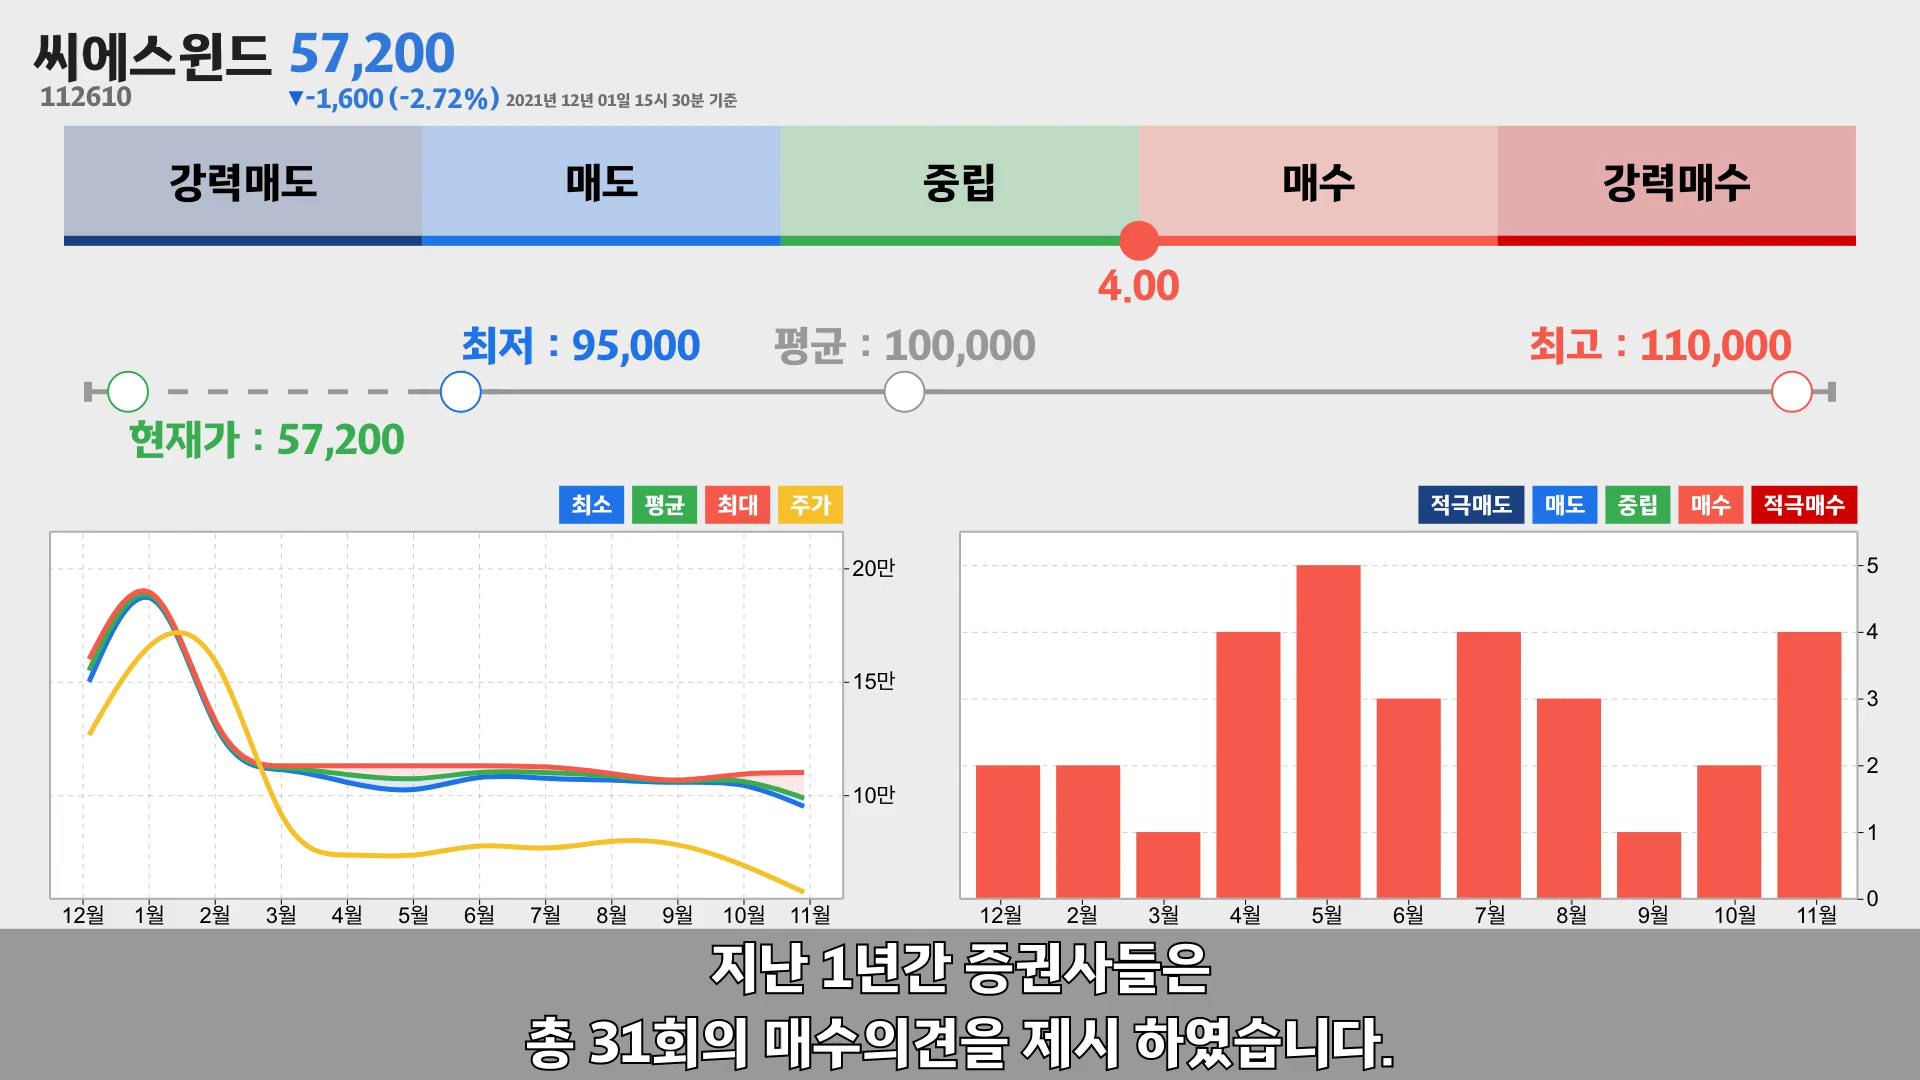 씨에스윈드 57,200
112610
▼-1,600 (-2.72%) 2021년 12년 01일 15시 30분 기준
강력매도 매도 중립 매수 강력매수
4.00
최저 : 95,000 평균 : 100,000 최고 : 110,000
현재가 : 57,200
최소 평균 최대 주가
20만
15만
10만
12월 1월 2월 3월 4월 5월 6월 7월 8월 9월 10월 11월
적극매도 매도 중립 매수 적극매수
5
4
3
2
1
0
12월 2월 3월 4월 5월 6월 7월 8월 9월 10월 11월
지난 1년간 증권사들은
총 31회의 매수의견을 제시 하였습니다.